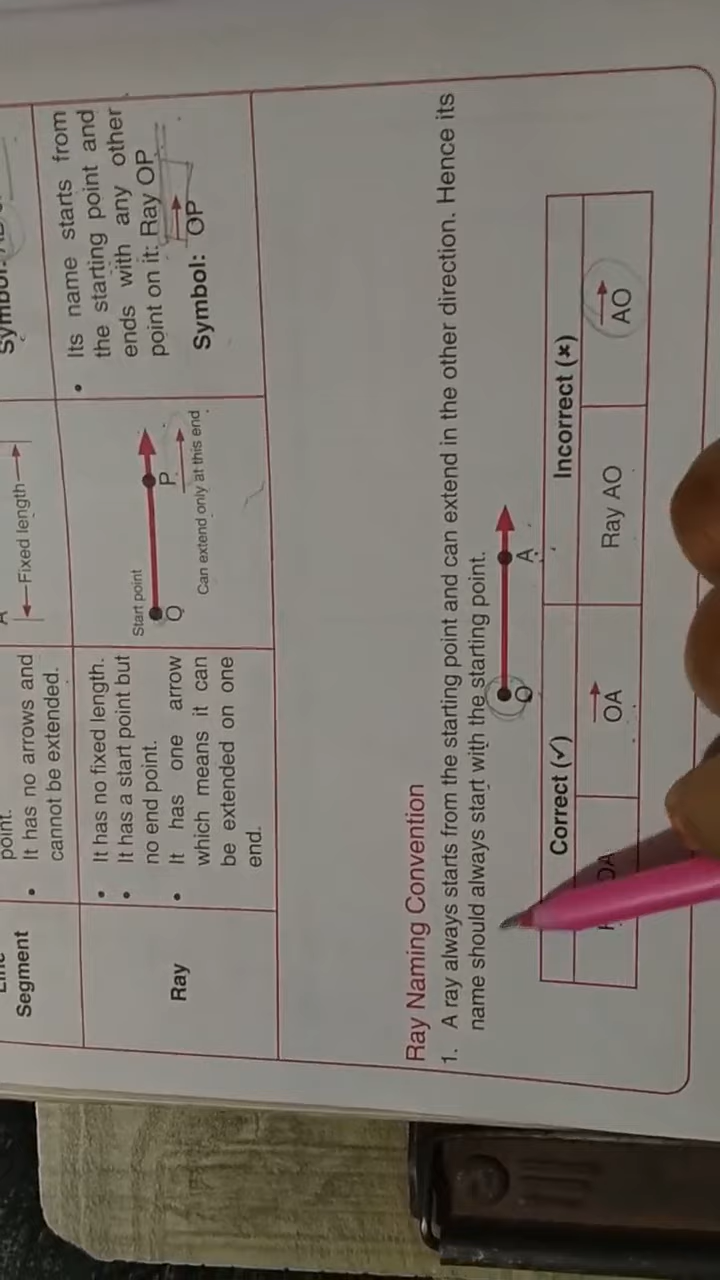 point.
Segment
• It has no arrows and
cannot be extended.
A
Fixed length
Symbol:
Ray
• It has no fixed length.
• It has a start point but
no end point.
• It has one arrow
which means it can
be extended on one
end.
Start point
O
P
Can extend only at this end
• Its name starts from
the starting point and
ends with any other
point on it: Ray OP
Symbol: OP
Ray Naming Convention
1. A ray always starts from the starting point and can extend in the other direction. Hence its
name should always start with the starting point.
O
A
Correct (✓)
Incorrect (×)
OA
Ray AO
AO